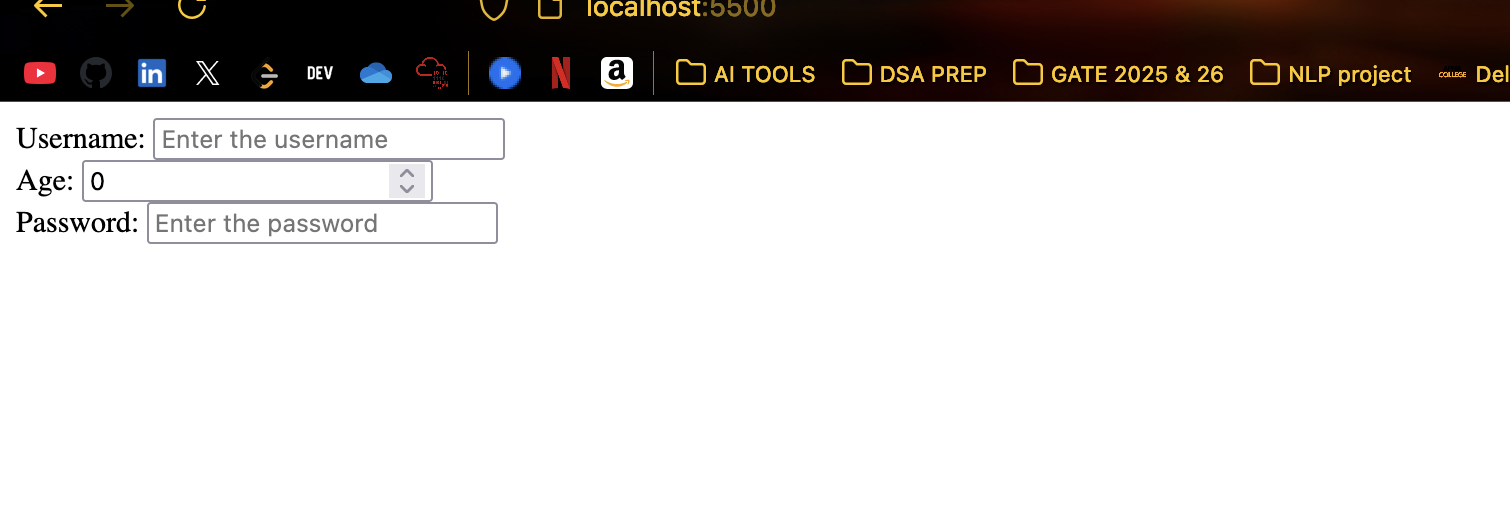 localhost:5500
in X DEV N a AI TOOLS DSA PREP GATE 2025 & 26 NLP project COLLEGE Del
Username: Enter the username
Age: 0
Password: Enter the password